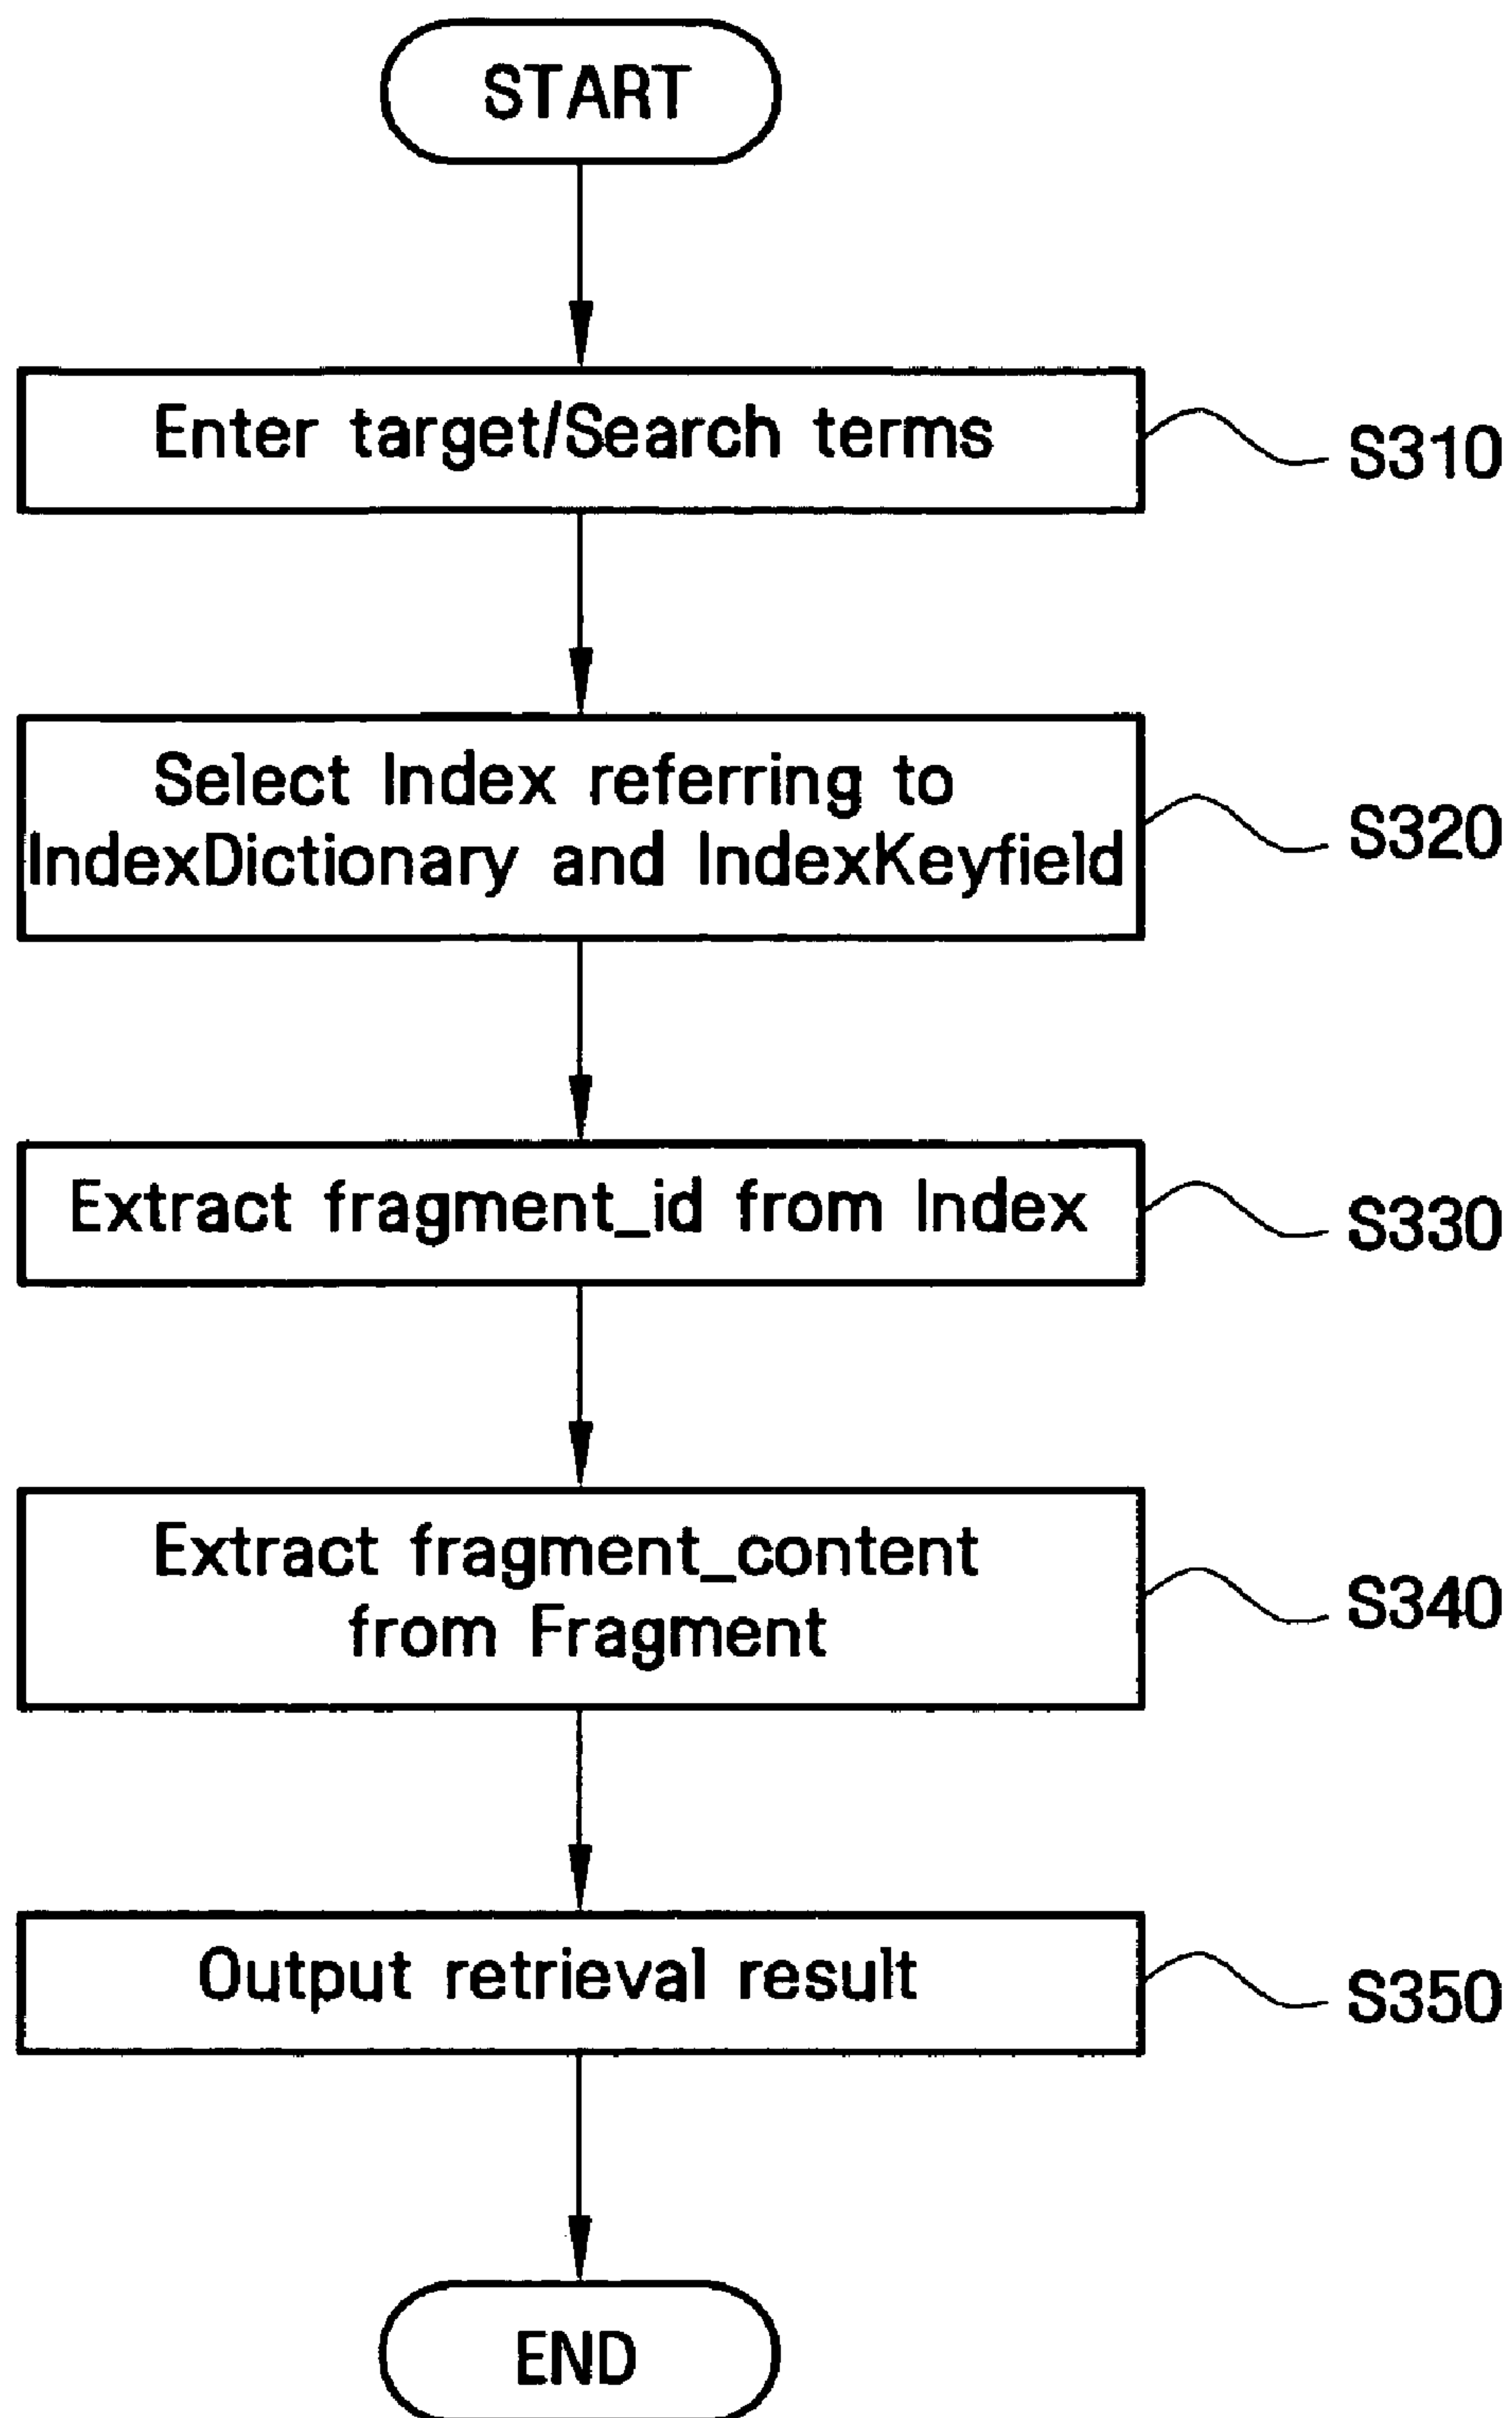 START
Enter target/Search terms
S310
Select Index referring to
IndexDictionary and IndexKeyfield
S320
Extract fragment_id from Index
S330
Extract fragment_content
from Fragment
S340
Output retrieval result
S350
END